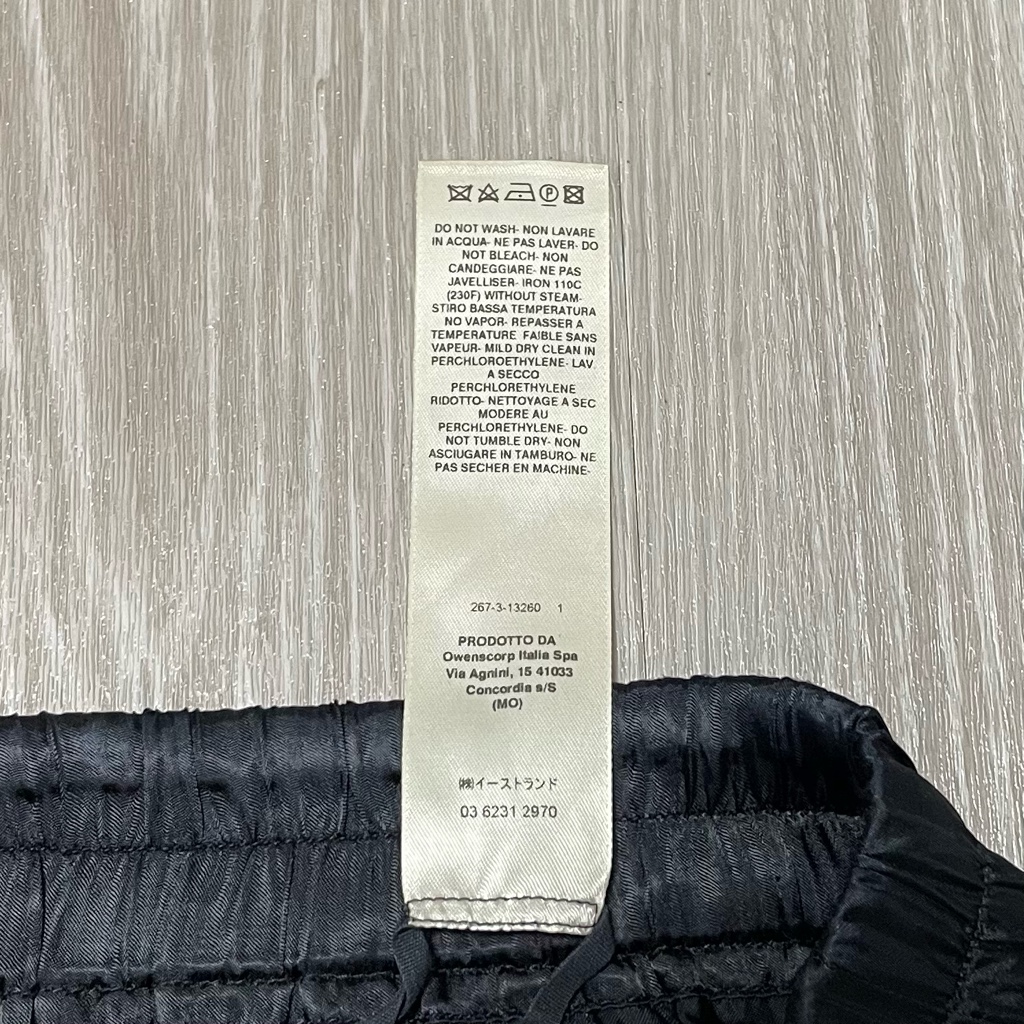 DO NOT WASH- NON LAVARE
IN ACQUA- NE PAS LAVER- DO
NOT BLEACH- NON
CANDEGGIARE- NE PAS
JAVELLISER- IRON 110C
(230F) WITHOUT STEAM-
STIRO BASSA TEMPERATURA
NO VAPOR- REPASSER A
TEMPERATURE FAIBLE SANS
VAPEUR- MILD DRY CLEAN IN
PERCHLOROETHYLENE- LAV.
A SECCO
PERCHLORETHYLENE
RIDOTTO- NETTOYAGE A SEC
MODERE AU
PERCHLORETHYLENE- DO
NOT TUMBLE DRY- NON
ASCIUGARE IN TAMBURO- NE
PAS SECHER EN MACHINE-
267-3-13260 1
PRODOTTO DA
Owenscorp Italia Spa
Via Agnini, 15 41033
Concordia s/S
(MO)
㈱イーストランド
03 6231 2970